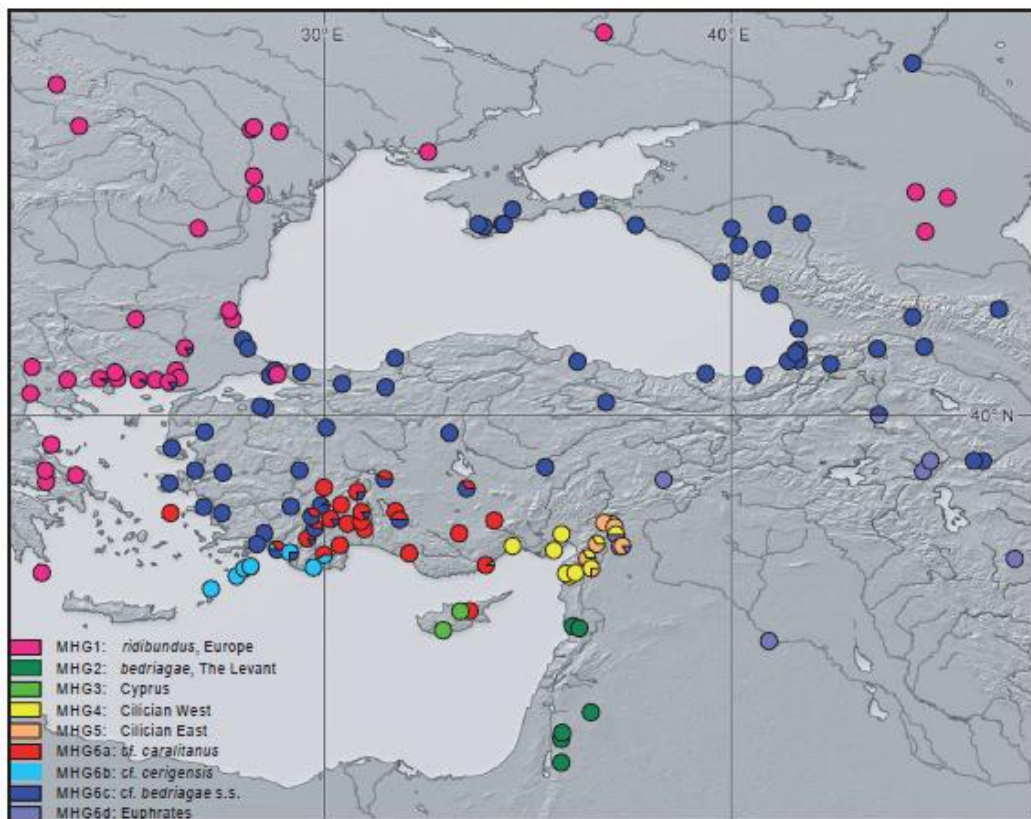 30° E
40° E
40° N
MHG1: ridibundus, Europe
MHG2: bedriagae, The Levant
MHG3: Cyprus
MHG4: Cilician West
MHG5: Cilician East
MHG6a: cf. caralitanus
MHG6b: cf. cerigensis
MHG6c: cf. bedriagae s.s.
MHG6d: Euphrates